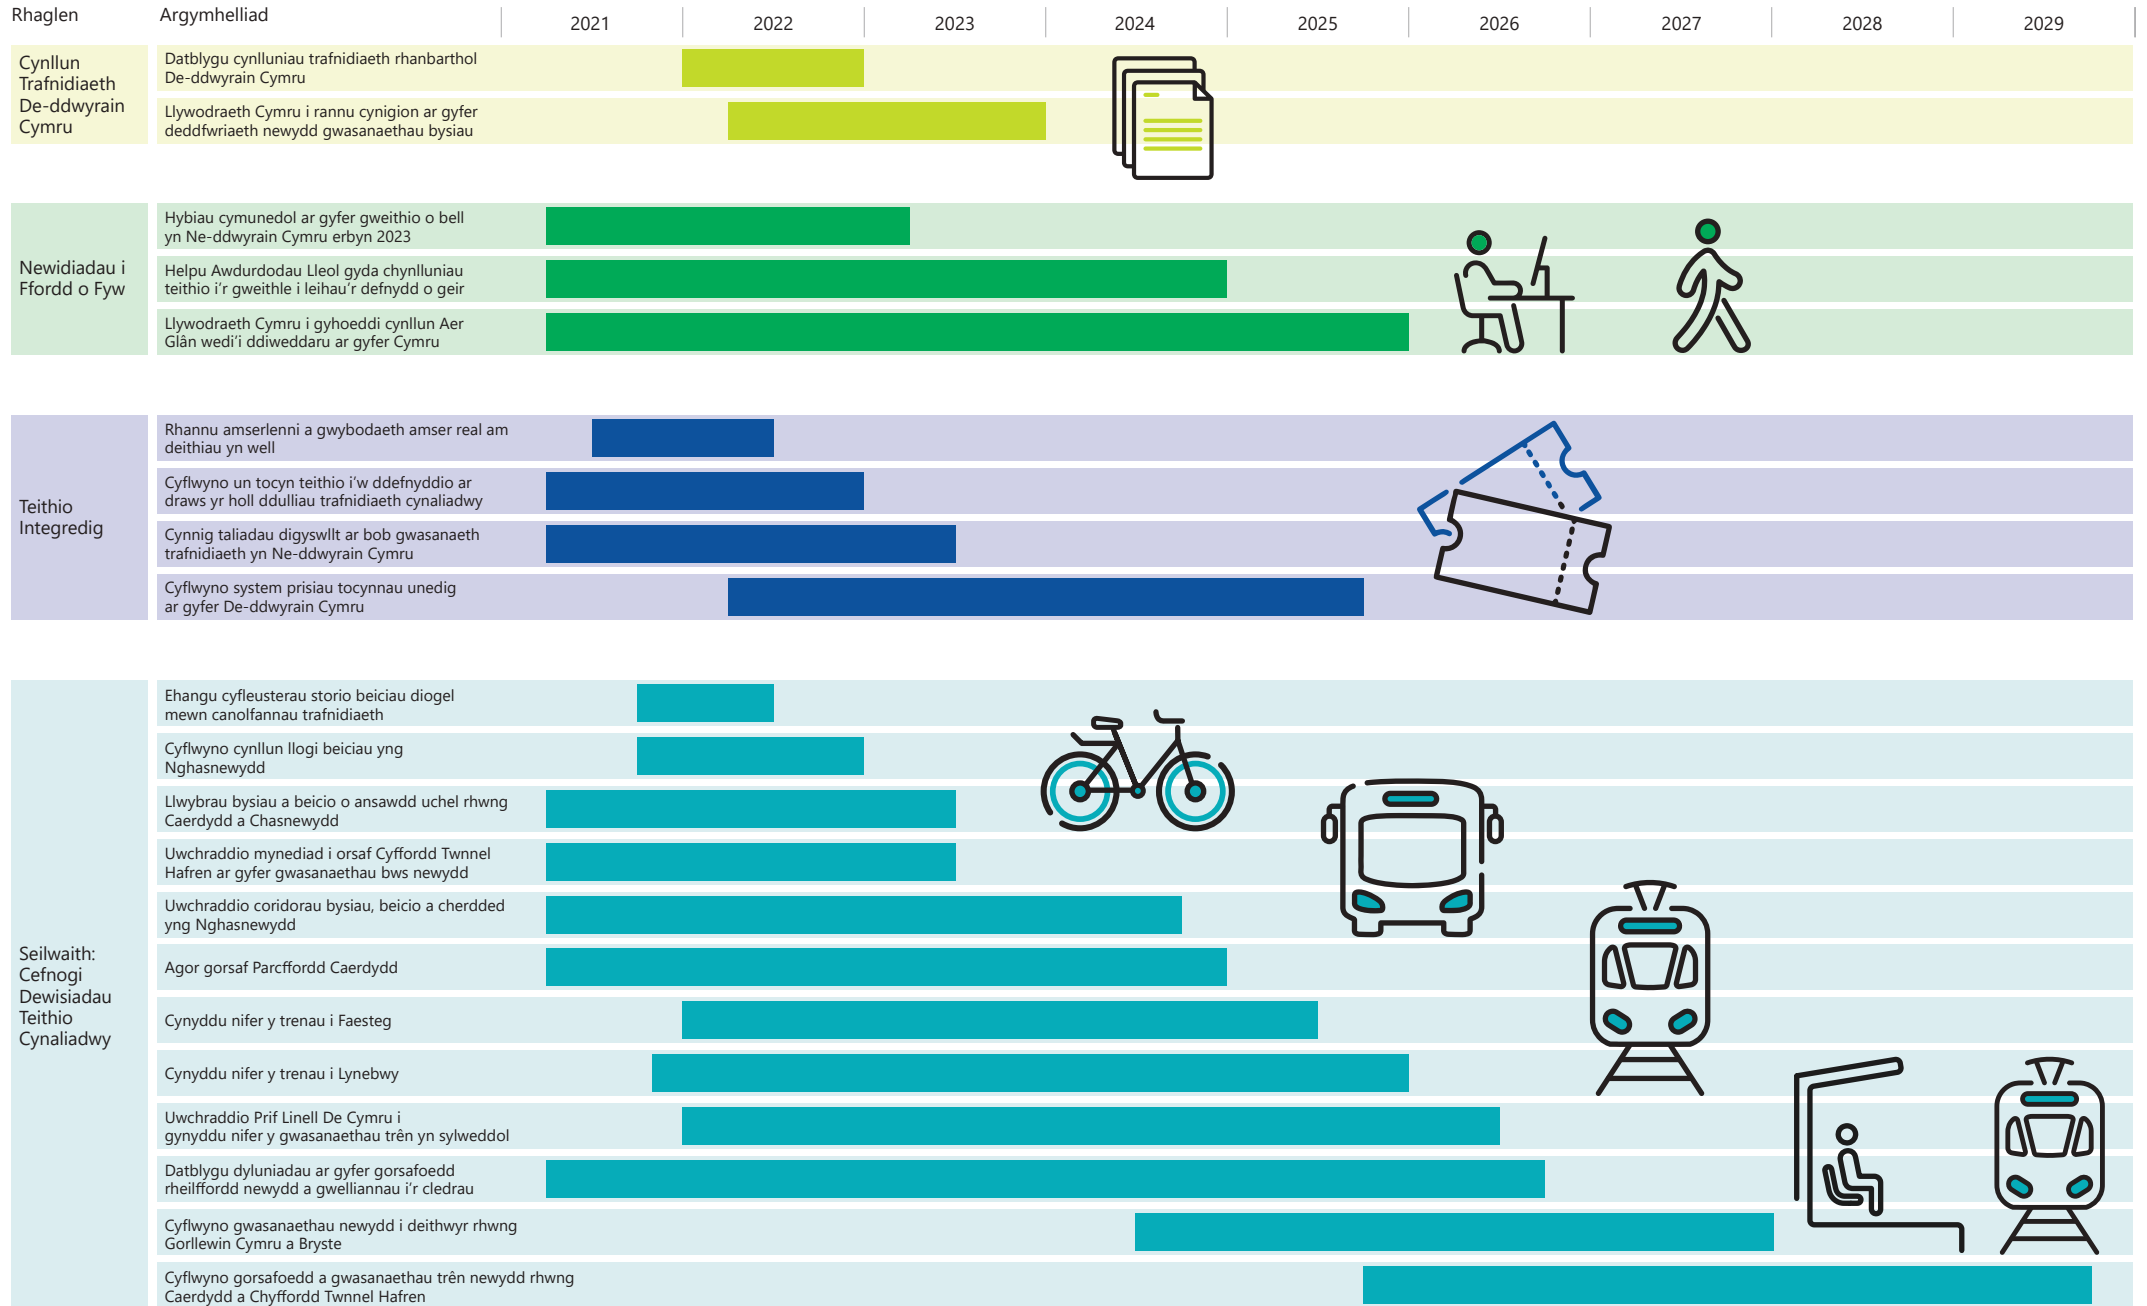 Rhaglen
Argymhelliad
2021
2022
2023
2024
2025
2026
2027
2028
2029
Cynllun
Trafnidiaeth
De-ddwyrain
Cymru
Datblygu cynlluniau trafnidiaeth rhanbarthol
De-ddwyrain Cymru
Llywodraeth Cymru i rannu cynigion ar gyfer
deddfwriaeth newydd gwasanaethau bysiau
Newidiadau i
Ffordd o Fyw
Hybiau cymunedol ar gyfer gweithio o bell
yn Ne-ddwyrain Cymru erbyn 2023
Helpu Awdurdodau Lleol gyda chynlluniau
teithio i’r gweithle i leihau’r defnydd o geir
Llywodraeth Cymru i gyhoeddi cynllun Aer
Glân wedi’i ddiweddaru ar gyfer Cymru
Teithio
Integredig
Rhannu amserlenni a gwybodaeth amser real am
deithiau yn well
Cyflwyno un tocyn teithio i’w ddefnyddio ar
draws yr holl ddulliau trafnidiaeth cynaliadwy
Cynnig taliadau digyswllt ar bob gwasanaeth
trafnidiaeth yn Ne-ddwyrain Cymru
Cyflwyno system prisiau tocynnau unedig
ar gyfer De-ddwyrain Cymru
Seilwaith:
Cefnogi
Dewisiadau
Teithio
Cynaliadwy
Ehangu cyfleusterau storio beiciau diogel
mewn canolfannau trafnidiaeth
Cyflwyno cynllun llogi beiciau yng
Nghasnewydd
Llwybrau bysiau a beicio o ansawdd uchel rhwng
Caerdydd a Chasnewydd
Uwchraddio mynediad i orsaf Cyffordd Twnnel
Hafren ar gyfer gwasanaethau bws newydd
Uwchraddio coridorau bysiau, beicio a cherdded
yng Nghasnewydd
Agor gorsaf Parcffordd Caerdydd
Cynyddu nifer y trenau i Faesteg
Cynyddu nifer y trenau i Lynebwy
Uwchraddio Prif Linell De Cymru i
gynyddu nifer y gwasanaethau trên yn sylweddol
Datblygu dyluniadau ar gyfer gorsafoedd
rheilffordd newydd a gwelliannau i’r cledrau
Cyflwyno gwasanaethau newydd i deithwyr rhwng
Gorllewin Cymru a Bryste
Cyflwyno gorsafoedd a gwasanaethau trên newydd rhwng
Caerdydd a Chyffordd Twnnel Hafren